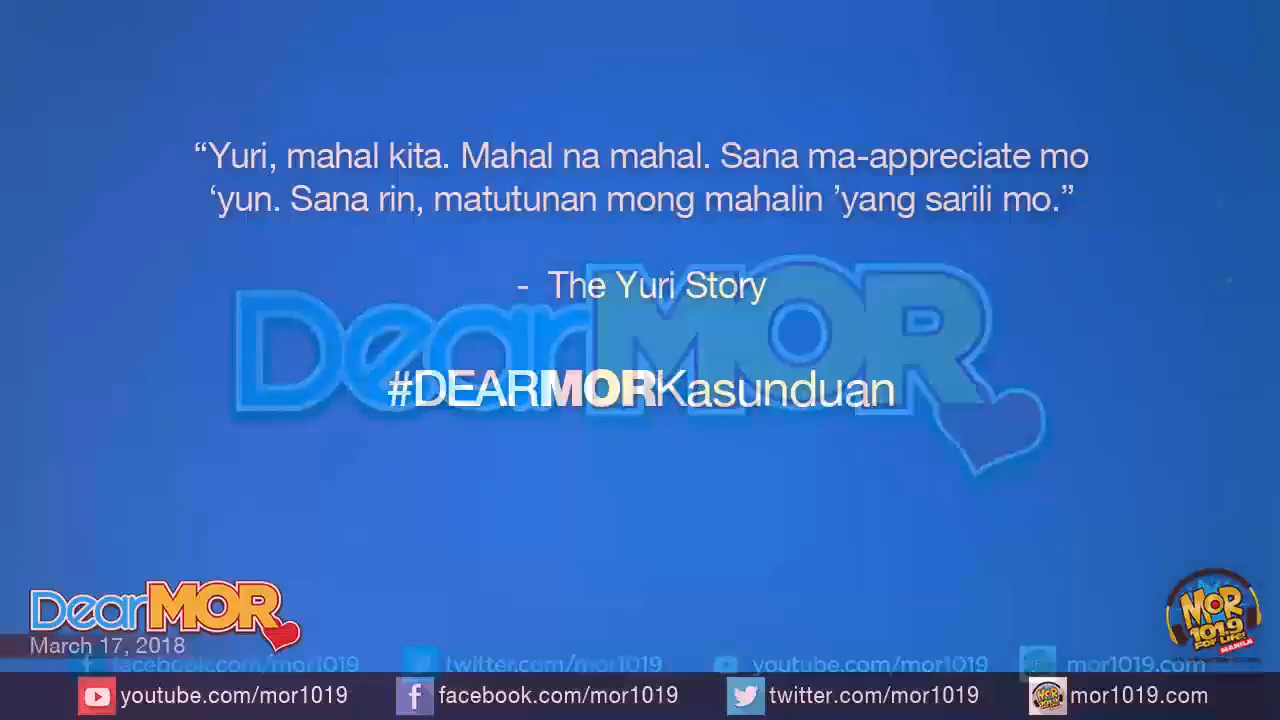 “Yuri, mahal kita. Mahal na mahal. Sana ma-appreciate mo
‘yun. Sana rin, matutunan mong mahalin ’yang sarili mo.”
- The Yuri Story
DearMOR
#DEARMORKasunduan
DearMOR
March 17, 2018
MOR
101.9
FOR LIFE!
MANILA
facebook.com/mor1019 twitter.com/mor1019 youtube.com/mor1019 mor1019.com
youtube.com/mor1019 facebook.com/mor1019 twitter.com/mor1019 mor1019.com